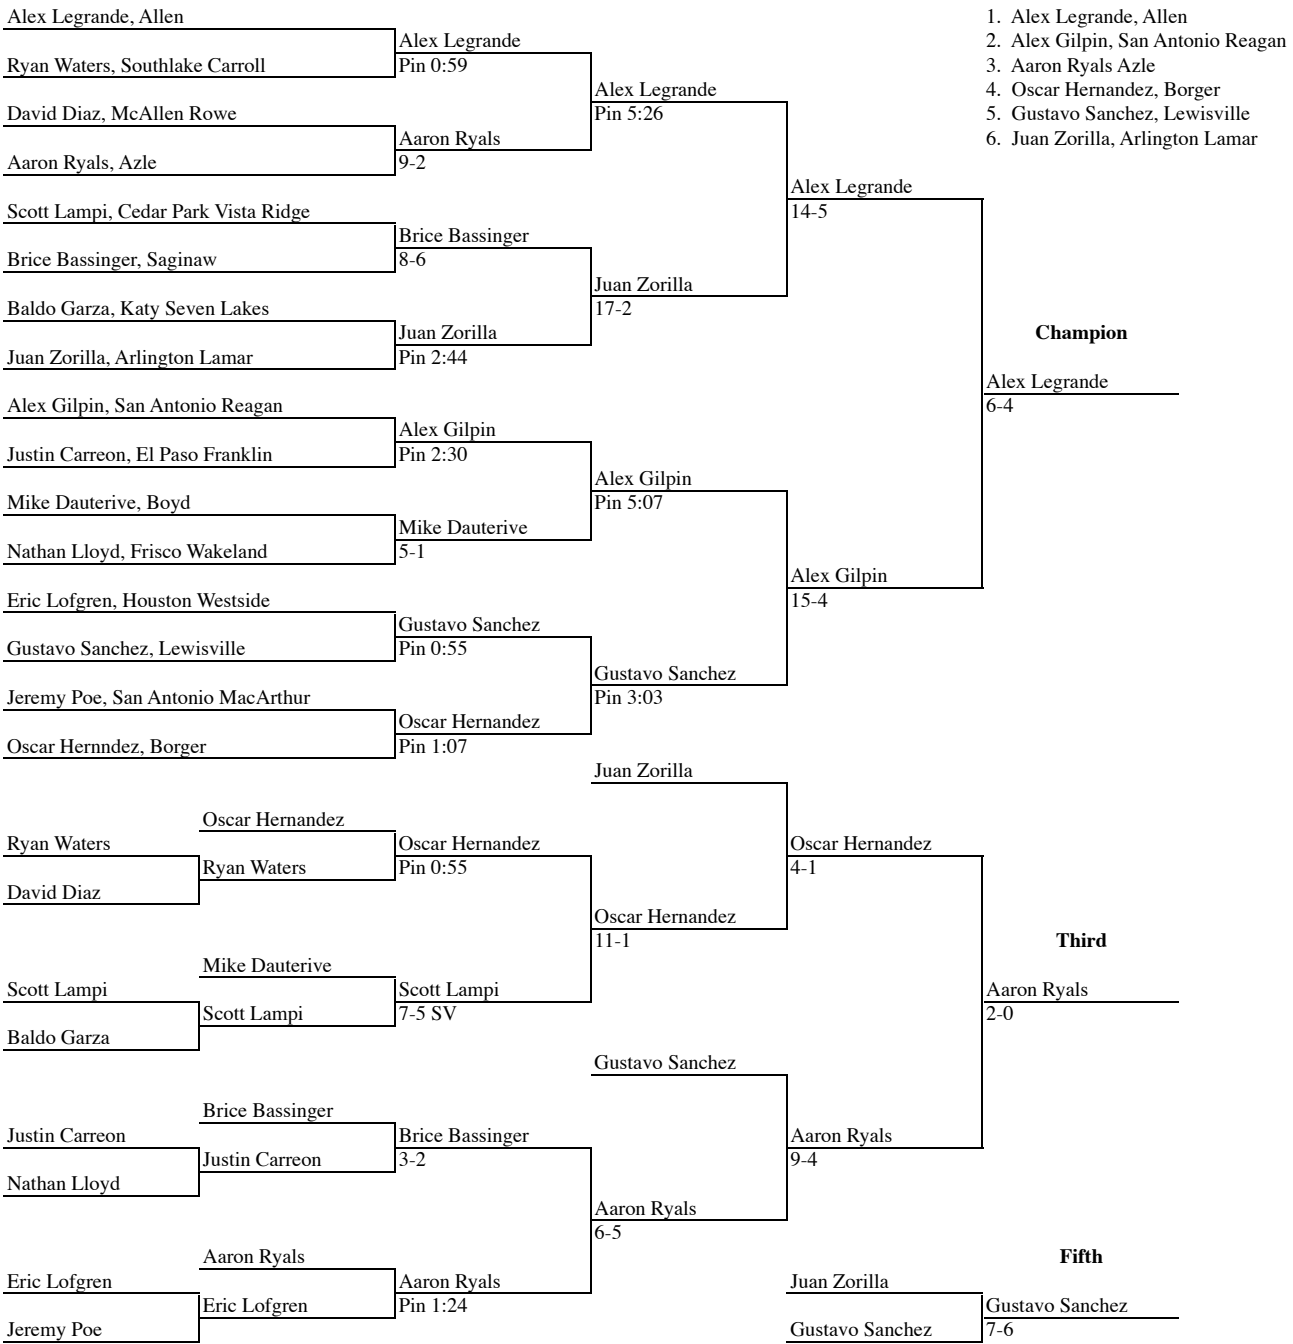 Alex Legrande, Allen
Ryan Waters, Southlake Carroll
David Diaz, McAllen Rowe
Aaron Ryals, Azle
Scott Lampi, Cedar Park Vista Ridge
Brice Bassinger, Saginaw
Baldo Garza, Katy Seven Lakes
Juan Zorilla, Arlington Lamar
Alex Gilpin, San Antonio Reagan
Justin Carreon, El Paso Franklin
Mike Dauterive, Boyd
Nathan Lloyd, Frisco Wakeland
Eric Lofgren, Houston Westside
Gustavo Sanchez, Lewisville
Jeremy Poe, San Antonio MacArthur
Oscar Hernndez, Borger
Alex Legrande
Pin 0:59
Aaron Ryals
9-2
Brice Bassinger
8-6
Juan Zorilla
Pin 2:44
Alex Gilpin
Pin 2:30
Mike Dauterive
5-1
Gustavo Sanchez
Pin 0:55
Oscar Hernandez
Pin 1:07
Alex Legrande
Pin 5:26
Juan Zorilla
17-2
Alex Gilpin
Pin 5:07
Gustavo Sanchez
Pin 3:03
Alex Legrande
14-5
Alex Gilpin
15-4
Champion
Alex Legrande
6-4
1. Alex Legrande, Allen
2. Alex Gilpin, San Antonio Reagan
3. Aaron Ryals Azle
4. Oscar Hernandez, Borger
5. Gustavo Sanchez, Lewisville
6. Juan Zorilla, Arlington Lamar
Ryan Waters
David Diaz
Scott Lampi
Baldo Garza
Justin Carreon
Nathan Lloyd
Eric Lofgren
Jeremy Poe
Oscar Hernandez
Ryan Waters
Mike Dauterive
Scott Lampi
Brice Bassinger
Justin Carreon
Aaron Ryals
Eric Lofgren
Oscar Hernandez
Pin 0:55
Scott Lampi
7-5 SV
Brice Bassinger
3-2
Aaron Ryals
Pin 1:24
Juan Zorilla
Oscar Hernandez
11-1
Gustavo Sanchez
Aaron Ryals
6-5
Oscar Hernandez
4-1
Aaron Ryals
9-4
Third
Aaron Ryals
2-0
Fifth
Juan Zorilla
Gustavo Sanchez
Gustavo Sanchez
7-6